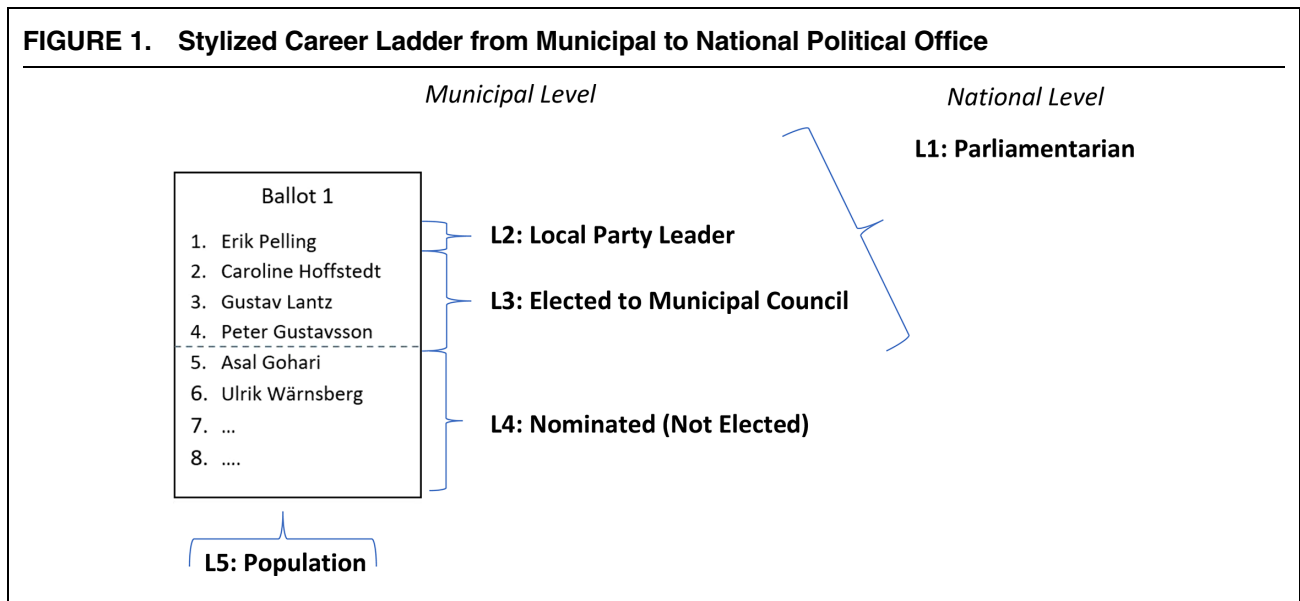 FIGURE 1. Stylized Career Ladder from Municipal to National Political Office
Municipal Level
National Level
L1: Parliamentarian
Ballot 1
1. Erik Pelling
2. Caroline Hoffstedt
3. Gustav Lantz
4. Peter Gustavsson
5. Asal Gohari
6. Ulrik Wärnsberg
7. ...
8. ....
L2: Local Party Leader
L3: Elected to Municipal Council
L4: Nominated (Not Elected)
L5: Population